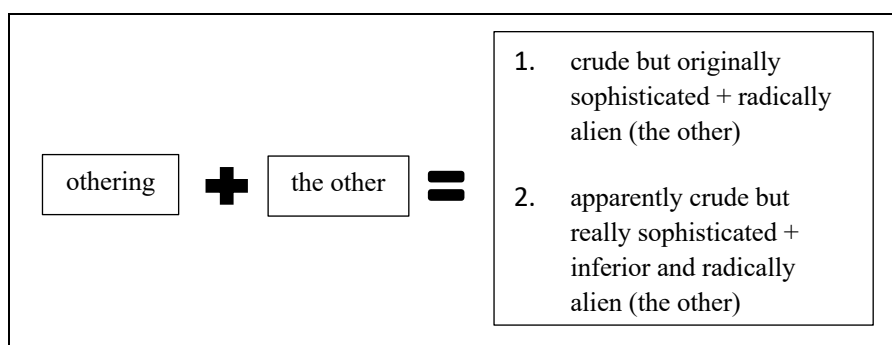 othering + the other =
1. crude but originally
sophisticated + radically
alien (the other)
2. apparently crude but
really sophisticated +
inferior and radically
alien (the other)